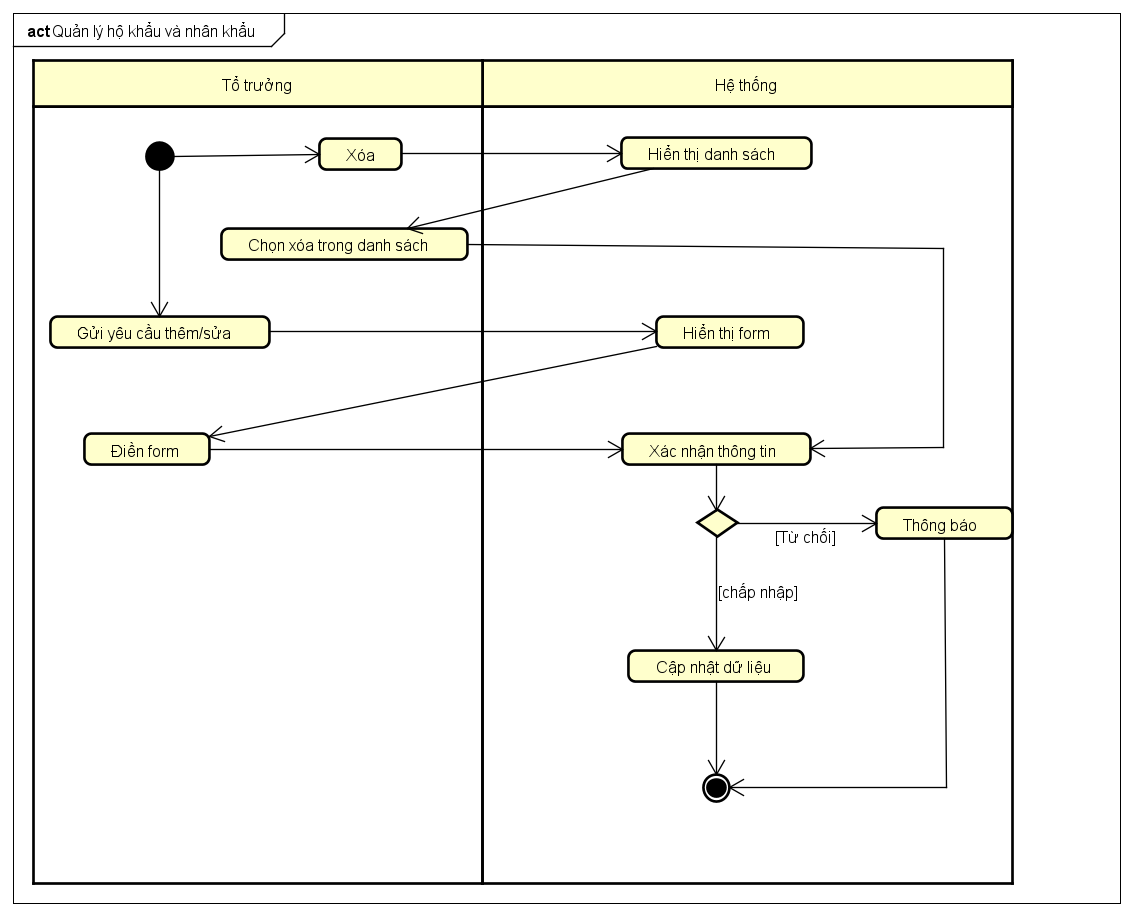 act Quản lý hộ khẩu và nhân khẩu
Tổ trưởng
Hệ thống
Xóa
Hiển thị danh sách
Chọn xóa trong danh sách
Gửi yêu cầu thêm/sửa
Hiển thị form
Điền form
Xác nhận thông tin
Thông báo
[Từ chối]
[chấp nhập]
Cập nhật dữ liệu